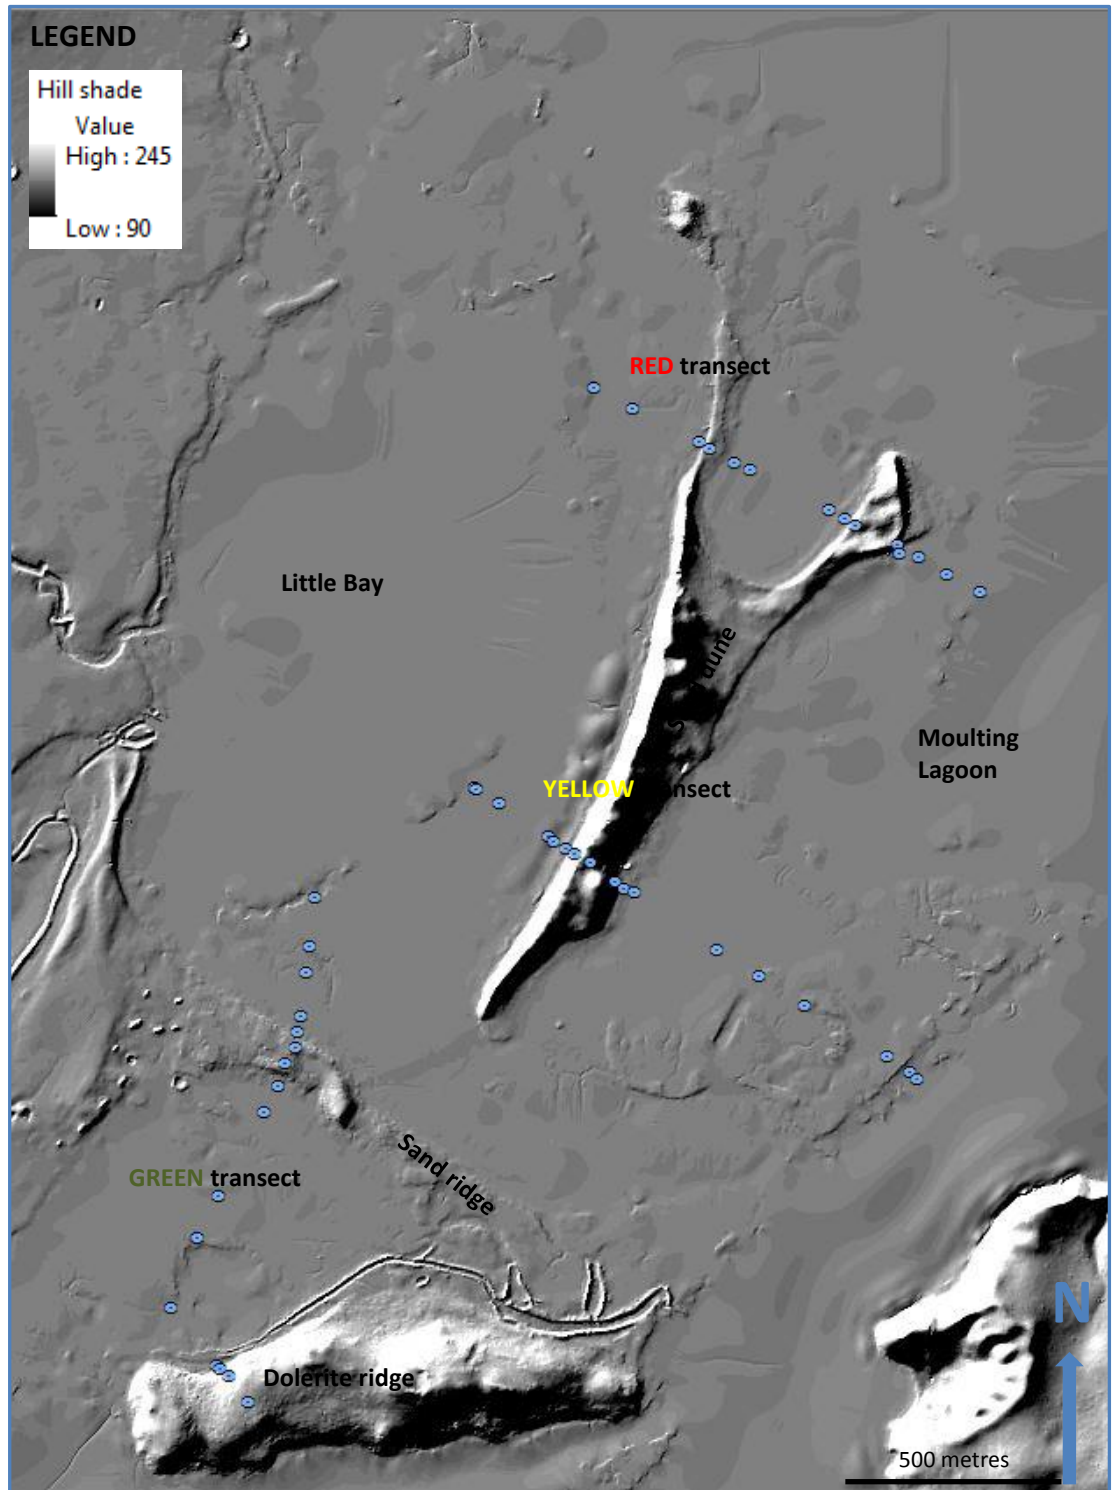 LEGEND
Hill shade
Value
High : 245
Low : 90
RED transect
Little Bay
dune
Moulting
Lagoon
YELLOW
GREEN transect
Sand ridge
Dolerite ridge
N
500 metres